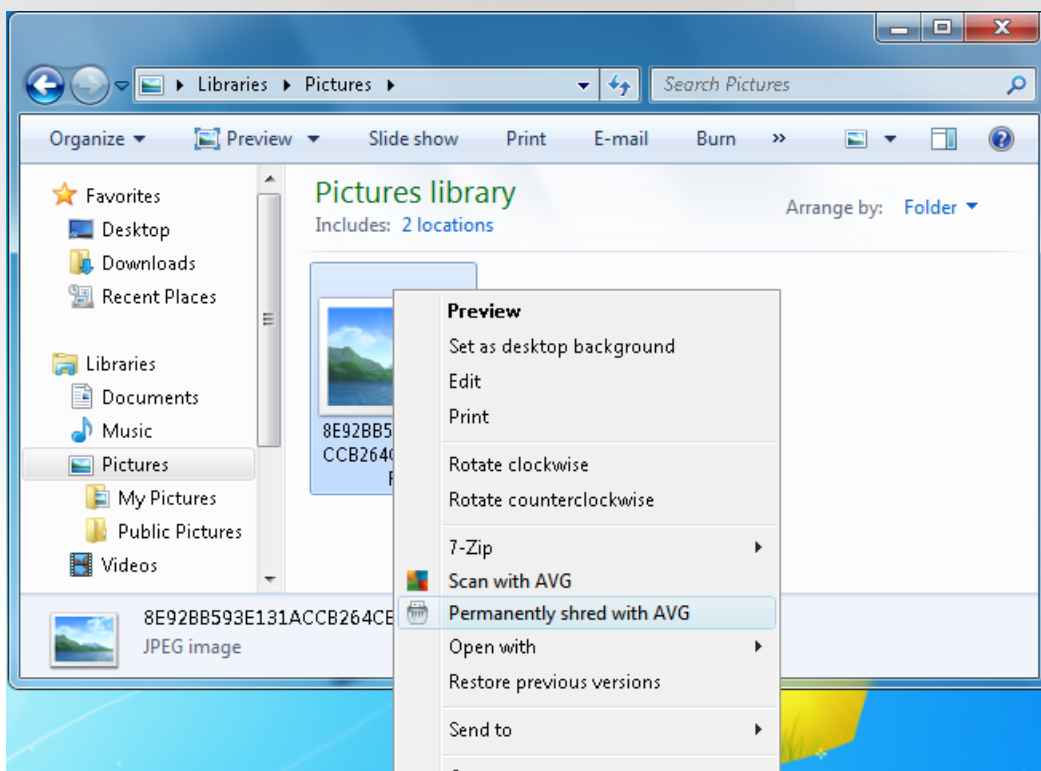 Libraries Pictures
Search Pictures
Organize Preview Slide show Print E-mail Burn »
Favorites
Desktop
Downloads
Recent Places
Libraries
Documents
Music
Pictures
My Pictures
Public Pictures
Videos
Pictures library
Includes: 2 locations
Arrange by: Folder
8E92BB5
CCB264
Preview
Set as desktop background
Edit
Print
Rotate clockwise
Rotate counterclockwise
7-Zip
Scan with AVG
Permanently shred with AVG
Open with
Restore previous versions
Send to
8E92BB593E131ACCB264CE
JPEG image